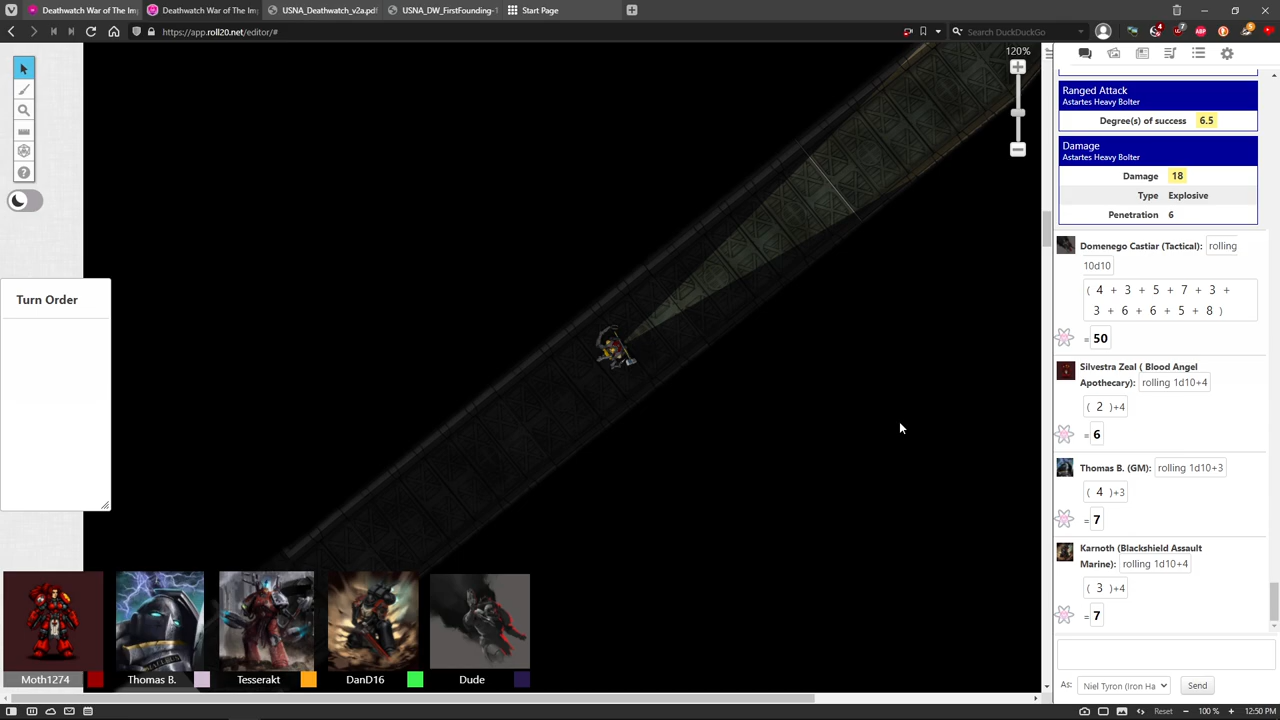 Deathwatch War of The Im
Deathwatch War of The Imp
USNA_Deathwatch_v2a.pdf
USNA_DW_FirstFounding-1
Start Page
https://app.roll20.net/editor/#
Search DuckDuckGo
120%
Ranged Attack
Astartes Heavy Bolter
Degree(s) of success 6.5
Damage
Astartes Heavy Bolter
Damage 18
Type Explosive
Penetration 6
Domenego Castiar (Tactical): rolling
10d10
( 4 + 3 + 5 + 7 + 3 +
3 + 6 + 6 + 5 + 8 )
= 50
Silvestra Zeal ( Blood Angel
Apothecary): rolling 1d10+4
( 2 )+4
= 6
Thomas B. (GM): rolling 1d10+3
( 4 )+3
= 7
Karnoth (Blackshield Assault
Marine): rolling 1d10+4
( 3 )+4
= 7
Turn Order
Moth1274
Thomas B.
Tesserakt
DanD16
Dude
As: Niel Tyron (Iron Ha
Send
Reset
100 %
12:50 PM